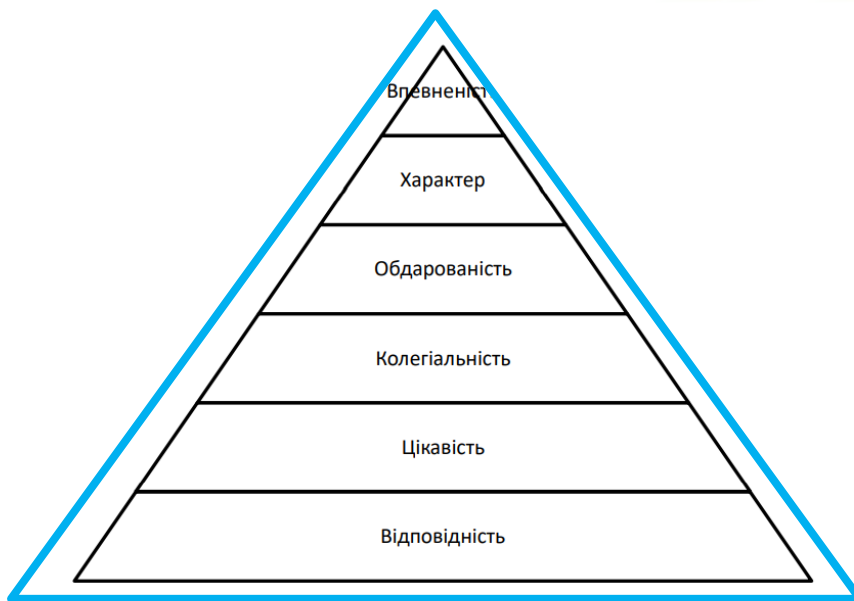 Впевненіст
Характер
Обдарованість
Колегіальність
Цікавість
Відповідність